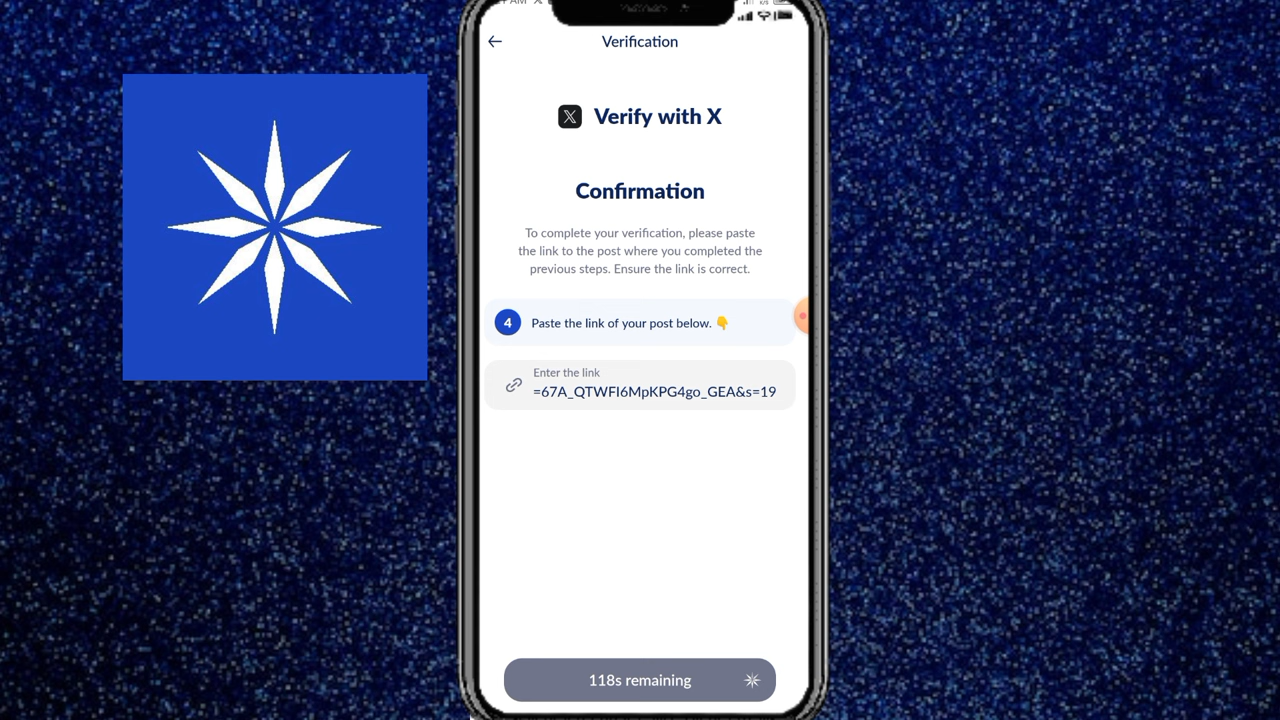 Verification
Verify with X
Confirmation
To complete your verification, please paste
the link to the post where you completed the
previous steps. Ensure the link is correct.
4 Paste the link of your post below. 👇
Enter the link
=67A_QTWFI6MpKPG4go_GEA&s=19
118s remaining